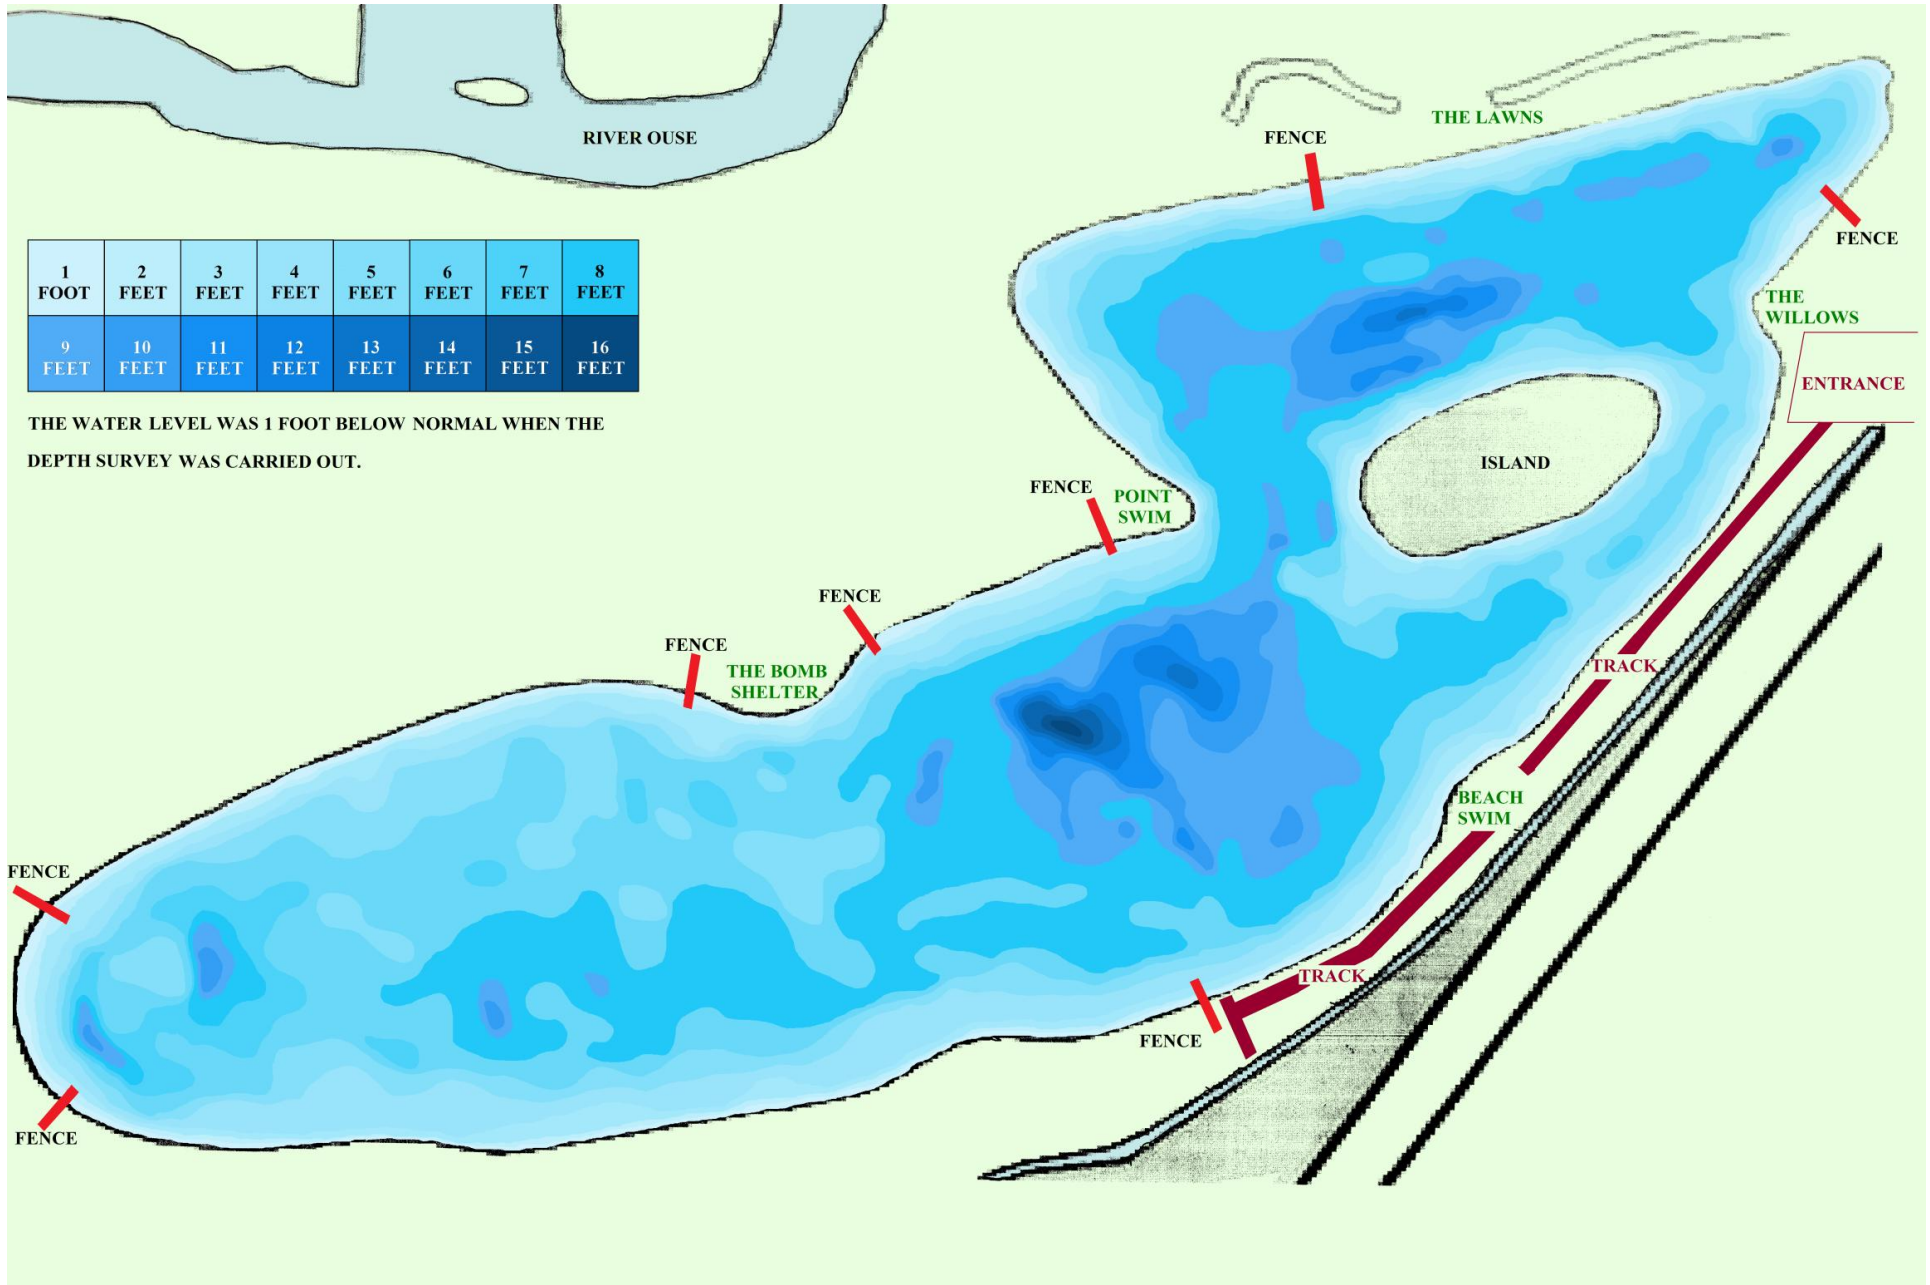 RIVER OUSE
THE LAWNS
FENCE
FENCE
1
FOOT
2
FEET
3
FEET
4
FEET
5
FEET
6
FEET
7
FEET
8
FEET
9
FEET
10
FEET
11
FEET
12
FEET
13
FEET
14
FEET
15
FEET
16
FEET
THE WATER LEVEL WAS 1 FOOT BELOW NORMAL WHEN THE
DEPTH SURVEY WAS CARRIED OUT.
THE
WILLOWS
ENTRANCE
ISLAND
FENCE
POINT
SWIM
FENCE
FENCE
THE BOMB
SHELTER
TRACK
BEACH
SWIM
FENCE
TRACK
FENCE
FENCE